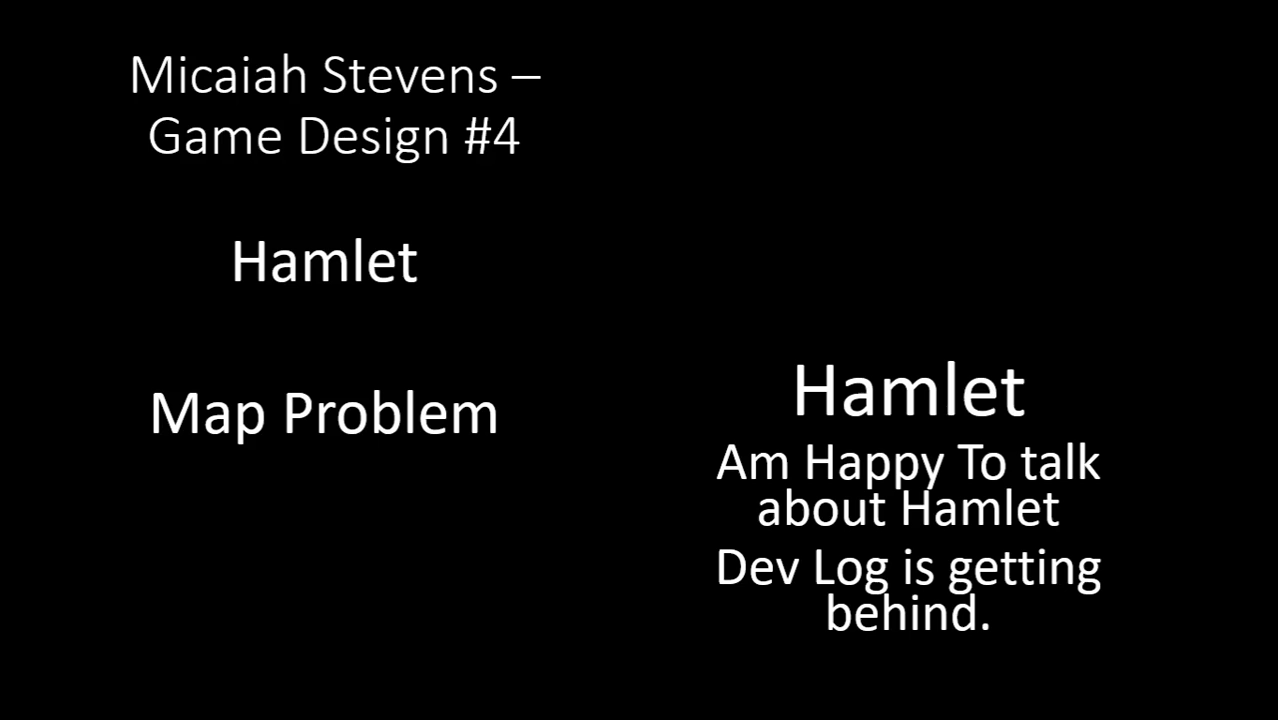 Micaiah Stevens –
Game Design #4
Hamlet
Map Problem
Hamlet
Am Happy To talk
about Hamlet
Dev Log is getting
behind.